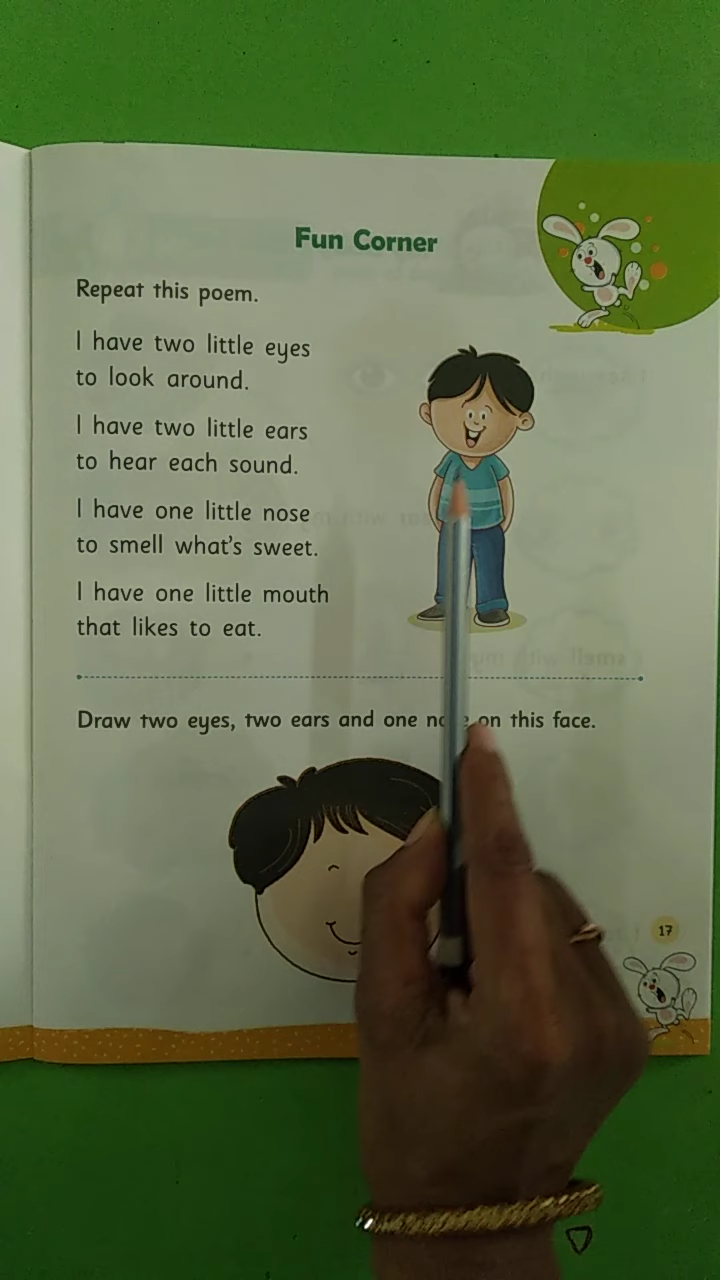 Fun Corner
Repeat this poem.
I have two little eyes
to look around.
I have two little ears
to hear each sound.
I have one little nose
to smell what's sweet.
I have one little mouth
that likes to eat.
Draw two eyes, two ears and one on this face.
17